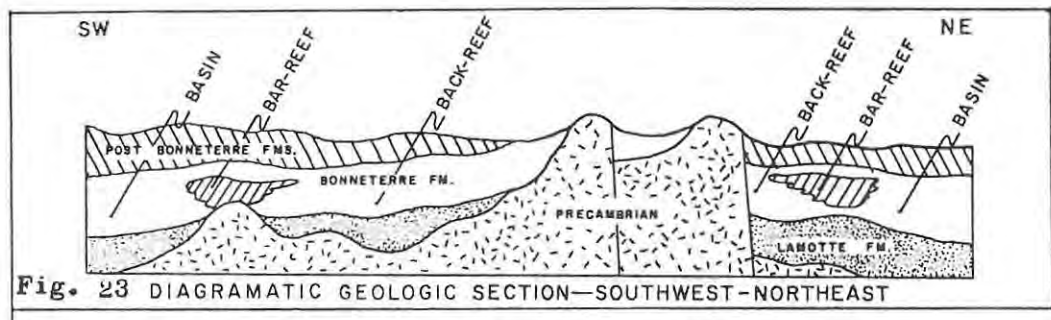 SW NE
BASIN BAR-REEF BACK-REEF BACK-REEF BAR-REEF BASIN
POST BONNETERRE FMS.
BONNETERRE FM.
PRECAMBRIAN
LAMOTTE FM.
Fig. 23 DIAGRAMATIC GEOLOGIC SECTION—SOUTHWEST-NORTHEAST